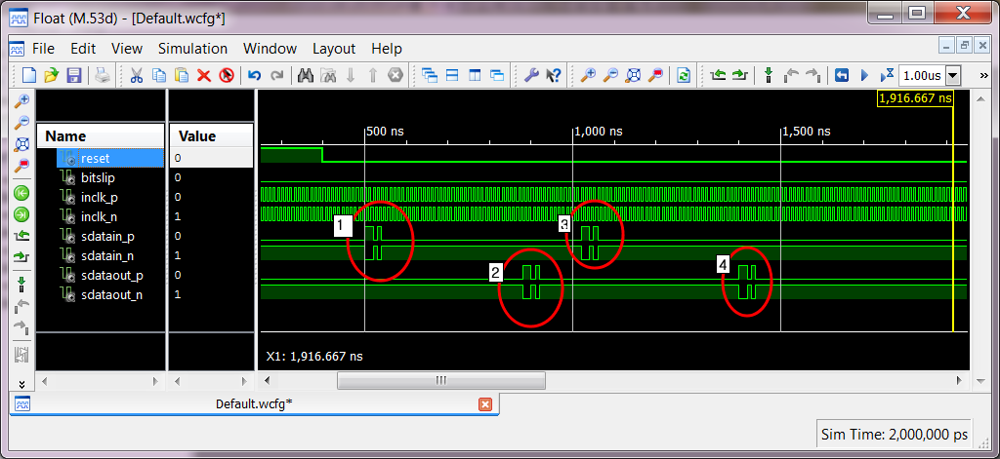 Float (M.53d) - [Default.wcfg*]
File Edit View Simulation Window Layout Help
1.00us
»
1,916.667 ns
Name Value
500 ns 1,000 ns 1,500 ns
reset 0
bitslip 0
inclk_p 0
inclk_n 1
1
3
sdatain_p 0
sdatain_n 1
2
4
sdataout_p 0
sdataout_n 1
X1: 1,916.667 ns
Default.wcfg*
Sim Time: 2,000,000 ps